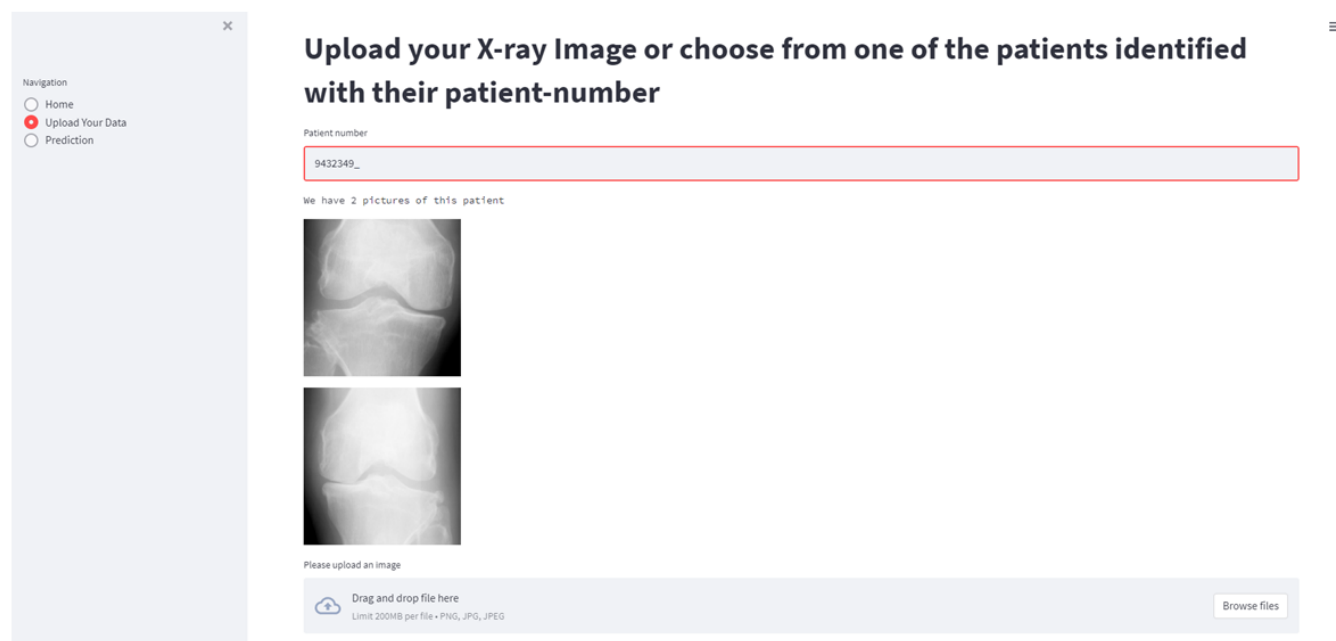 Navigation
Home
Upload Your Data
Prediction
Upload your X-ray Image or choose from one of the patients identified
with their patient-number
Patient number
9432349_
We have 2 pictures of this patient
Please upload an image
Drag and drop file here
Limit 200MB per file • PNG, JPG, JPEG
Browse files